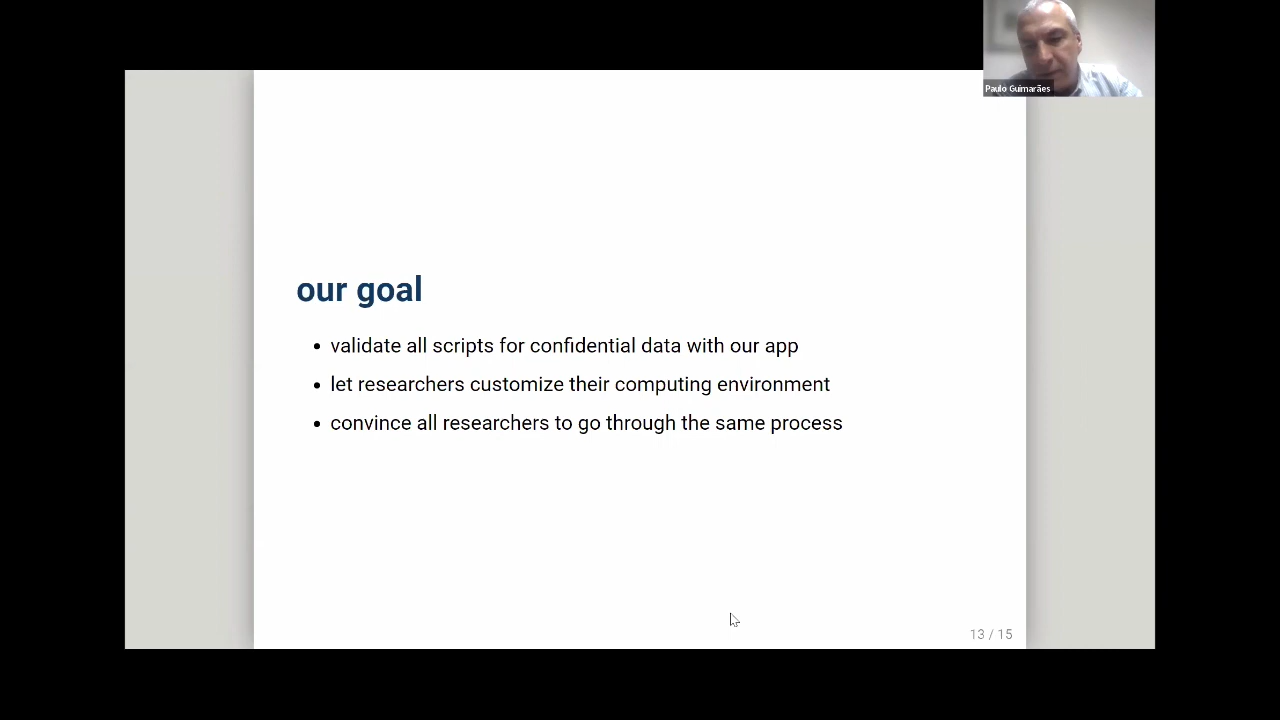 Paulo Guimarães
our goal
• validate all scripts for confidential data with our app
• let researchers customize their computing environment
• convince all researchers to go through the same process
13 / 15